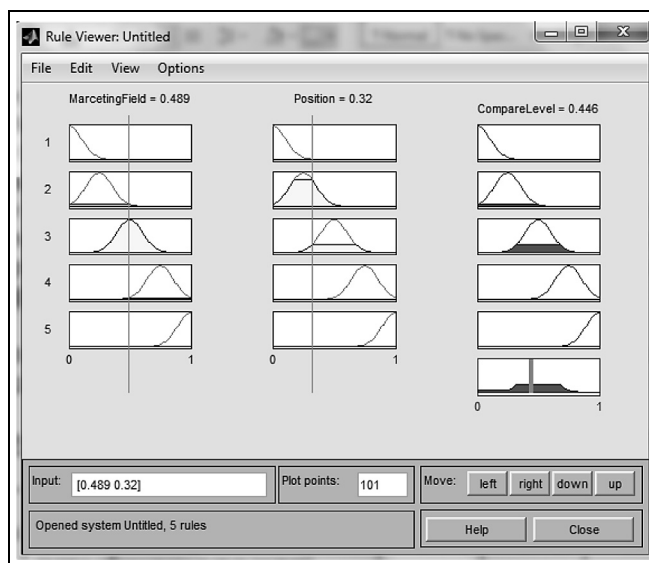 Rule Viewer: Untitled
File Edit View Options
MarcetingField = 0.489
Position = 0.32
CompareLevel = 0.446
1
2
3
4
5
0 1
0 1
0 1
Input: [0.489 0.32]
Plot points: 101
Move: left right down up
Opened system Untitled, 5 rules
Help Close